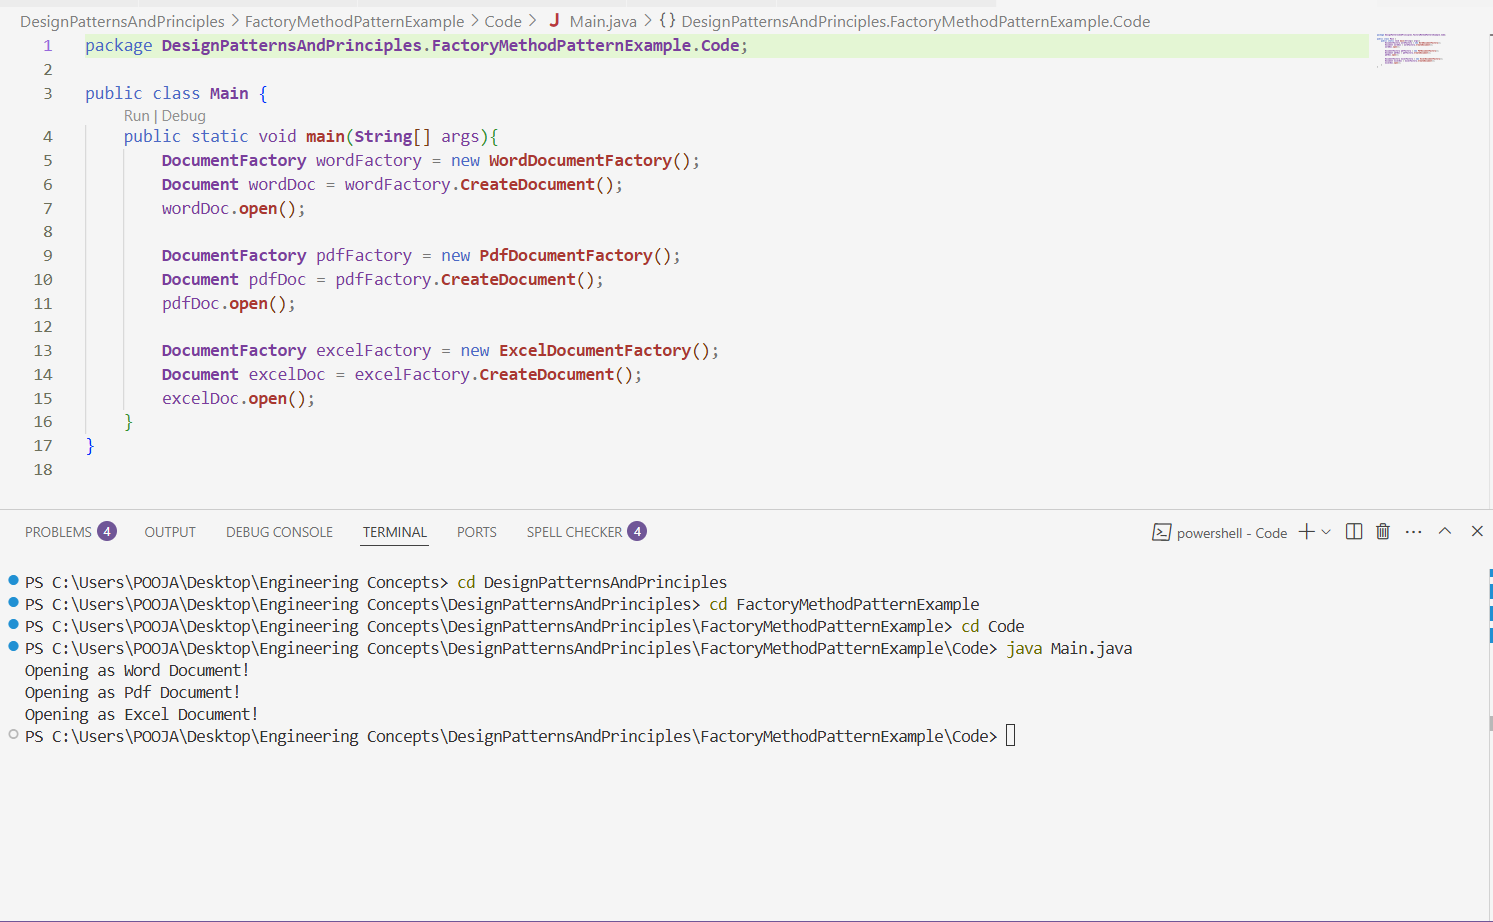 DesignPatternsAndPrinciples > FactoryMethodPatternExample > Code > J Main.java > {} DesignPatternsAndPrinciples.FactoryMethodPatternExample.Code
1 package DesignPatternsAndPrinciples.FactoryMethodPatternExample.Code;
2
3 public class Main {
Run | Debug
4 public static void main(String[] args){
5 DocumentFactory wordFactory = new WordDocumentFactory();
6 Document wordDoc = wordFactory.CreateDocument();
7 wordDoc.open();
8
9 DocumentFactory pdfFactory = new PdfDocumentFactory();
10 Document pdfDoc = pdfFactory.CreateDocument();
11 pdfDoc.open();
12
13 DocumentFactory excelFactory = new ExcelDocumentFactory();
14 Document excelDoc = excelFactory.CreateDocument();
15 excelDoc.open();
16 }
17 }
18
PROBLEMS 4 OUTPUT DEBUG CONSOLE TERMINAL PORTS SPELL CHECKER 4 powershell - Code
PS C:\Users\POOJA\Desktop\Engineering Concepts> cd DesignPatternsAndPrinciples
PS C:\Users\POOJA\Desktop\Engineering Concepts\DesignPatternsAndPrinciples> cd FactoryMethodPatternExample
PS C:\Users\POOJA\Desktop\Engineering Concepts\DesignPatternsAndPrinciples\FactoryMethodPatternExample> cd Code
PS C:\Users\POOJA\Desktop\Engineering Concepts\DesignPatternsAndPrinciples\FactoryMethodPatternExample\Code> java Main.java
Opening as Word Document!
Opening as Pdf Document!
Opening as Excel Document!
PS C:\Users\POOJA\Desktop\Engineering Concepts\DesignPatternsAndPrinciples\FactoryMethodPatternExample\Code>